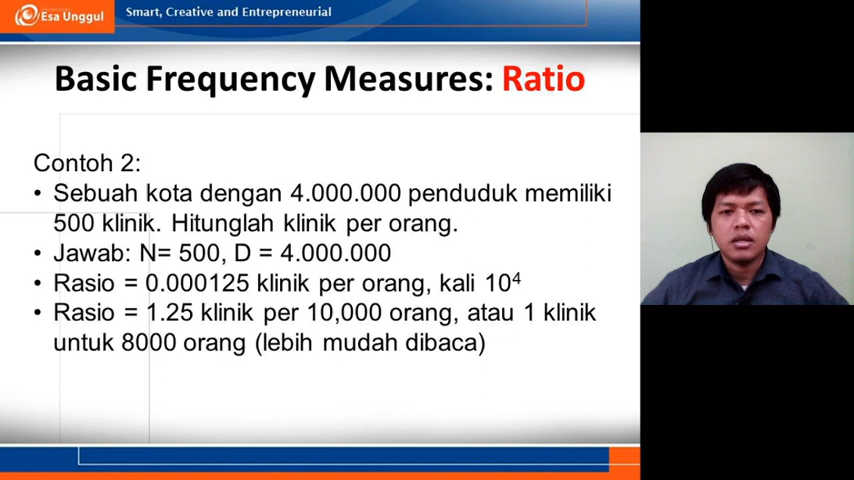 Esa Unggul
Smart, Creative and Entrepreneurial
Basic Frequency Measures: Ratio
Contoh 2:
• Sebuah kota dengan 4.000.000 penduduk memiliki
500 klinik. Hitunglah klinik per orang.
• Jawab: N= 500, D = 4.000.000
• Rasio = 0.000125 klinik per orang, kali 10⁴
• Rasio = 1.25 klinik per 10,000 orang, atau 1 klinik
untuk 8000 orang (lebih mudah dibaca)